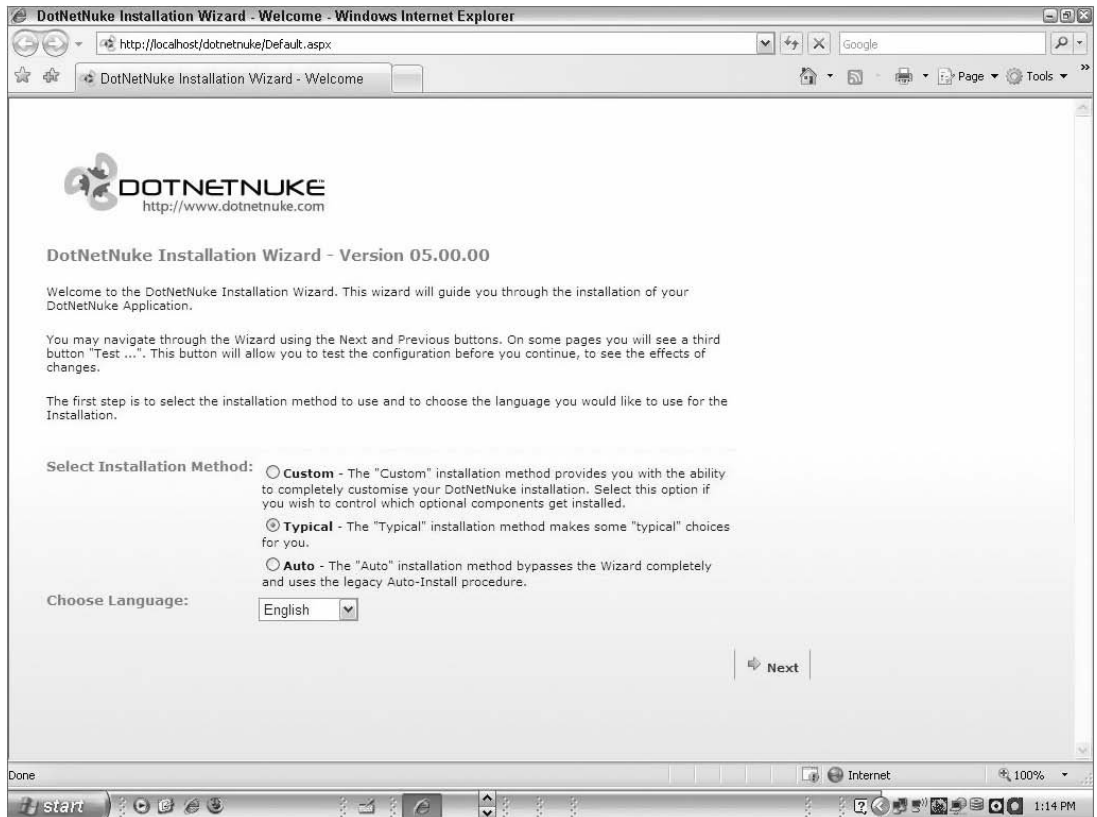 DotNetNuke Installation Wizard - Welcome - Windows Internet Explorer
http://localhost/dotnetnuke/Default.aspx
Google
DotNetNuke Installation Wizard - Welcome
Page
Tools
DOTNETNUKE
http://www.dotnetnuke.com
DotNetNuke Installation Wizard - Version 05.00.00
Welcome to the DotNetNuke Installation Wizard. This wizard will guide you through the installation of your
DotNetNuke Application.
You may navigate through the Wizard using the Next and Previous buttons. On some pages you will see a third
button "Test ...". This button will allow you to test the configuration before you continue, to see the effects of
changes.
The first step is to select the installation method to use and to choose the language you would like to use for the
Installation.
Select Installation Method:
Custom - The "Custom" installation method provides you with the ability
to completely customise your DotNetNuke installation. Select this option if
you wish to control which optional components get installed.
Typical - The "Typical" installation method makes some "typical" choices
for you.
Auto - The "Auto" installation method bypasses the Wizard completely
and uses the legacy Auto-Install procedure.
Choose Language:
English
Next
Done
Internet
100%
start
1:14 PM